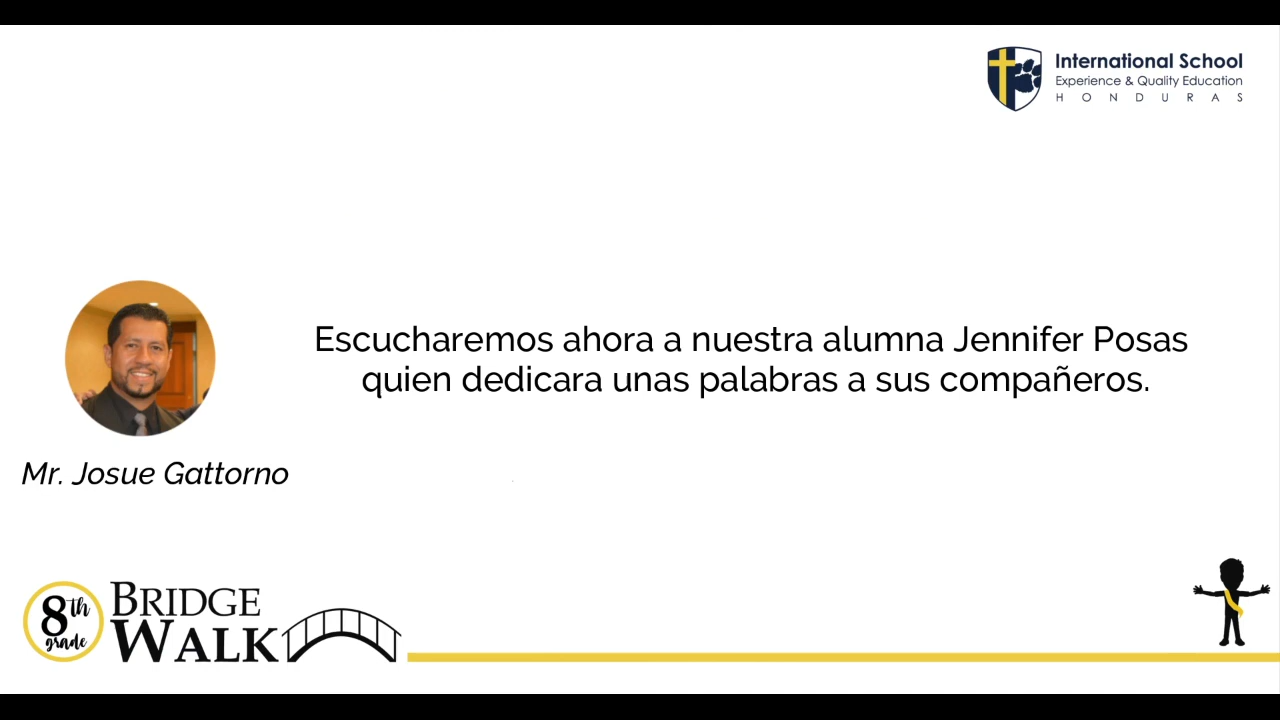 International School
Experience & Quality Education
HONDURAS
Escucharemos ahora a nuestra alumna Jennifer Posas
quien dedicara unas palabras a sus compañeros.
Mr. Josue Gattorno
8th
grade
BRIDGE
WALK